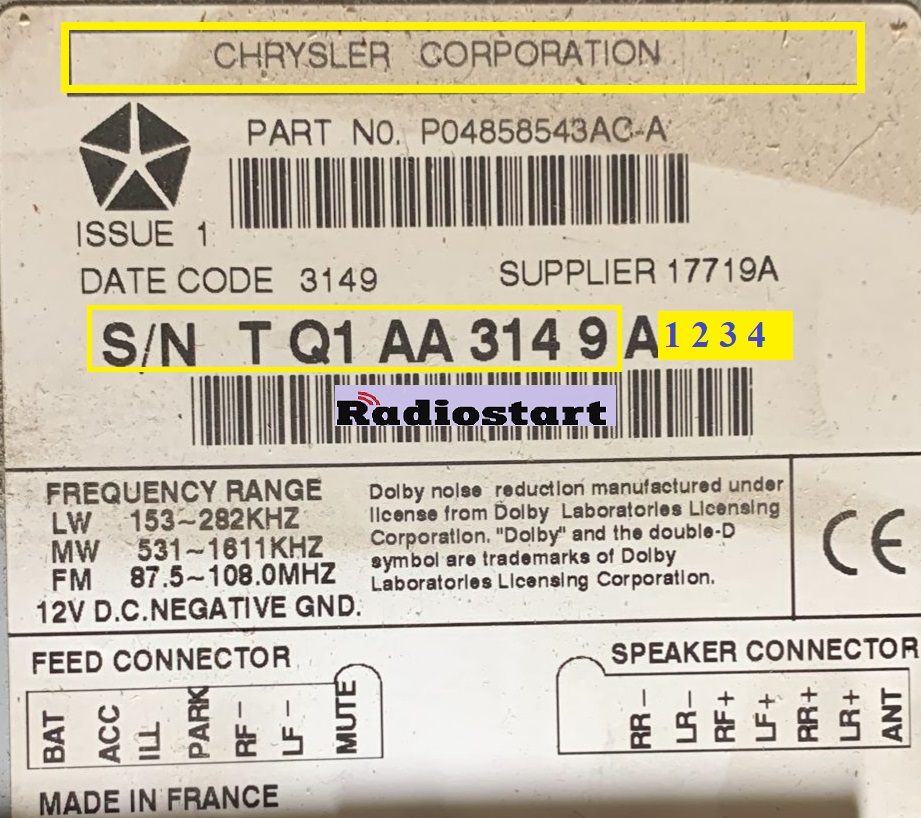 CHRYSLER CORPORATION
PART NO. P04858543AC-A
ISSUE 1
DATE CODE 3149
SUPPLIER 17719A
S/N T Q1 AA 314 9 A 1 2 3 4
Radiostart
FREQUENCY RANGE
LW 153~282KHZ
MW 531~1611KHZ
FM 87.5~108.0MHZ
12V D.C.NEGATIVE GND.
Dolby noise reduction manufactured under
license from Dolby Laboratories Licensing
Corporation. "Dolby" and the double-D
symbol are trademarks of Dolby
Laboratories Licensing Corporation.
CE
FEED CONNECTOR
BAT
ACC
ILL
PARK
RF -
LF -
MUTE
SPEAKER CONNECTOR
RR -
LR -
RF +
LF +
RR +
LR +
ANT
MADE IN FRANCE